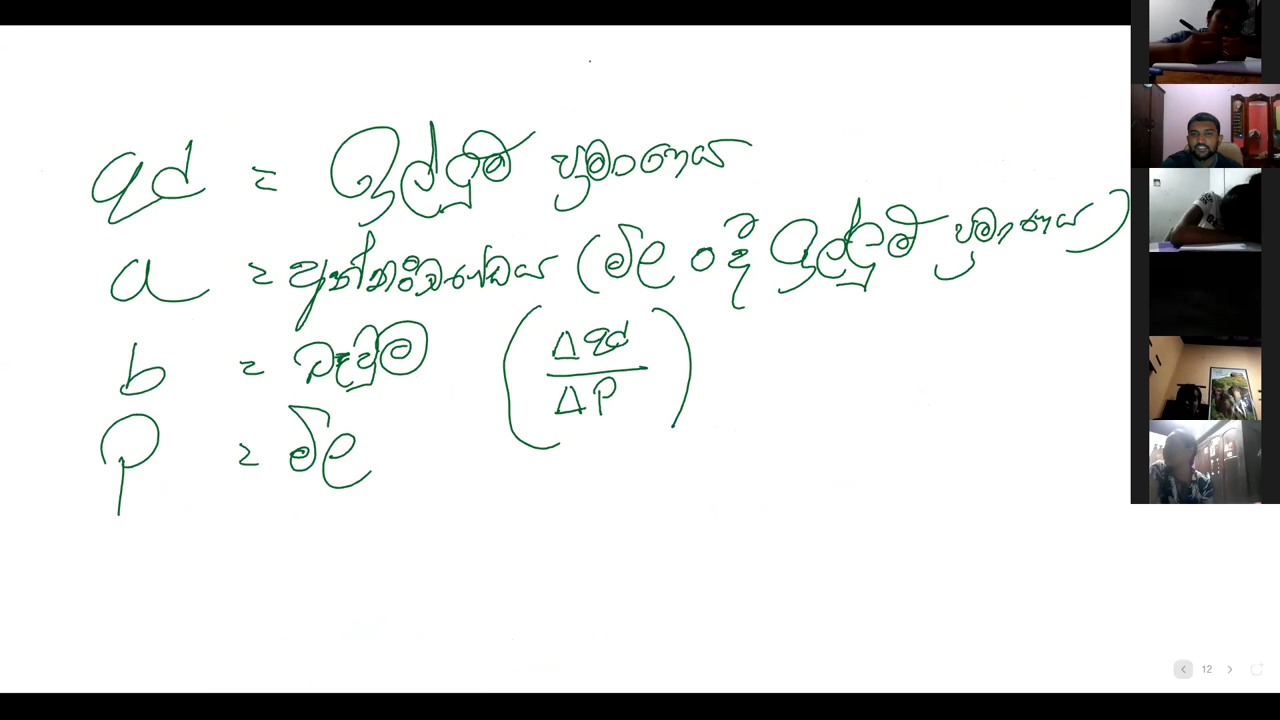 qd = ඉල්ලුම් ප්‍රමාණය
a = අන්තඃඛණ්ඩය (මිල 0 දී ඉල්ලුම් ප්‍රමාණය)
b = බෑවුම (Δqd / ΔP)
P = මිල
12